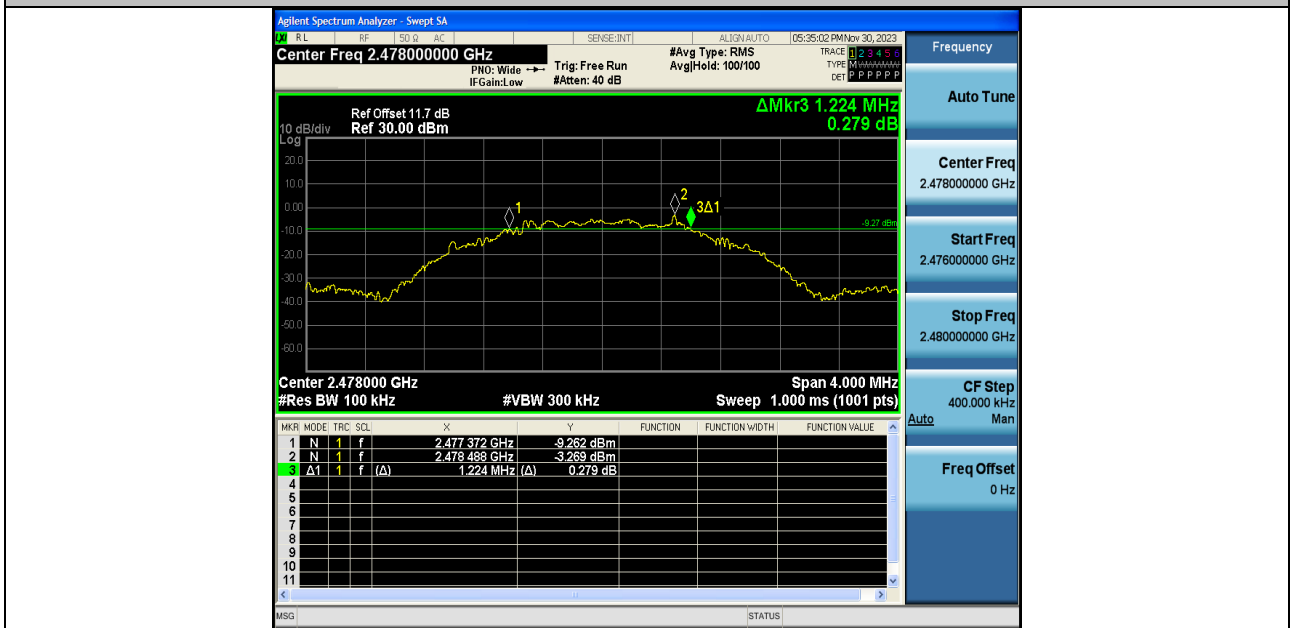 Agilent Spectrum Analyzer - Swept SA
RL RF 50 Ω AC SENSE:INT ALIGN AUTO 05:35:02 PM Nov 30, 2023
Center Freq 2.478000000 GHz
PNO: Wide
IFGain:Low
Trig: Free Run
#Atten: 40 dB
#Avg Type: RMS
Avg|Hold: 100/100
TRACE 1 2 3 4 5 6
TYPE M
DET P P P P P P
Frequency
Auto Tune
Center Freq
2.478000000 GHz
Start Freq
2.476000000 GHz
Stop Freq
2.480000000 GHz
CF Step
400.000 kHz
Auto Man
Freq Offset
0 Hz
ΔMkr3 1.224 MHz
0.279 dB
Ref Offset 11.7 dB
10 dB/div Ref 30.00 dBm
Log
20.0
10.0
0.00
-10.0
-20.0
-30.0
-40.0
-50.0
-60.0
1
2
3Δ1
-9.27 dBm
Center 2.478000 GHz Span 4.000 MHz
#Res BW 100 kHz #VBW 300 kHz Sweep 1.000 ms (1001 pts)
MKR MODE TRC SCL X Y FUNCTION FUNCTION WIDTH FUNCTION VALUE
1 N 1 f 2.477 372 GHz -9.262 dBm
2 N 1 f 2.478 488 GHz -3.269 dBm
3 Δ1 1 f (Δ) 1.224 MHz (Δ) 0.279 dB
4
5
6
7
8
9
10
11
MSG STATUS